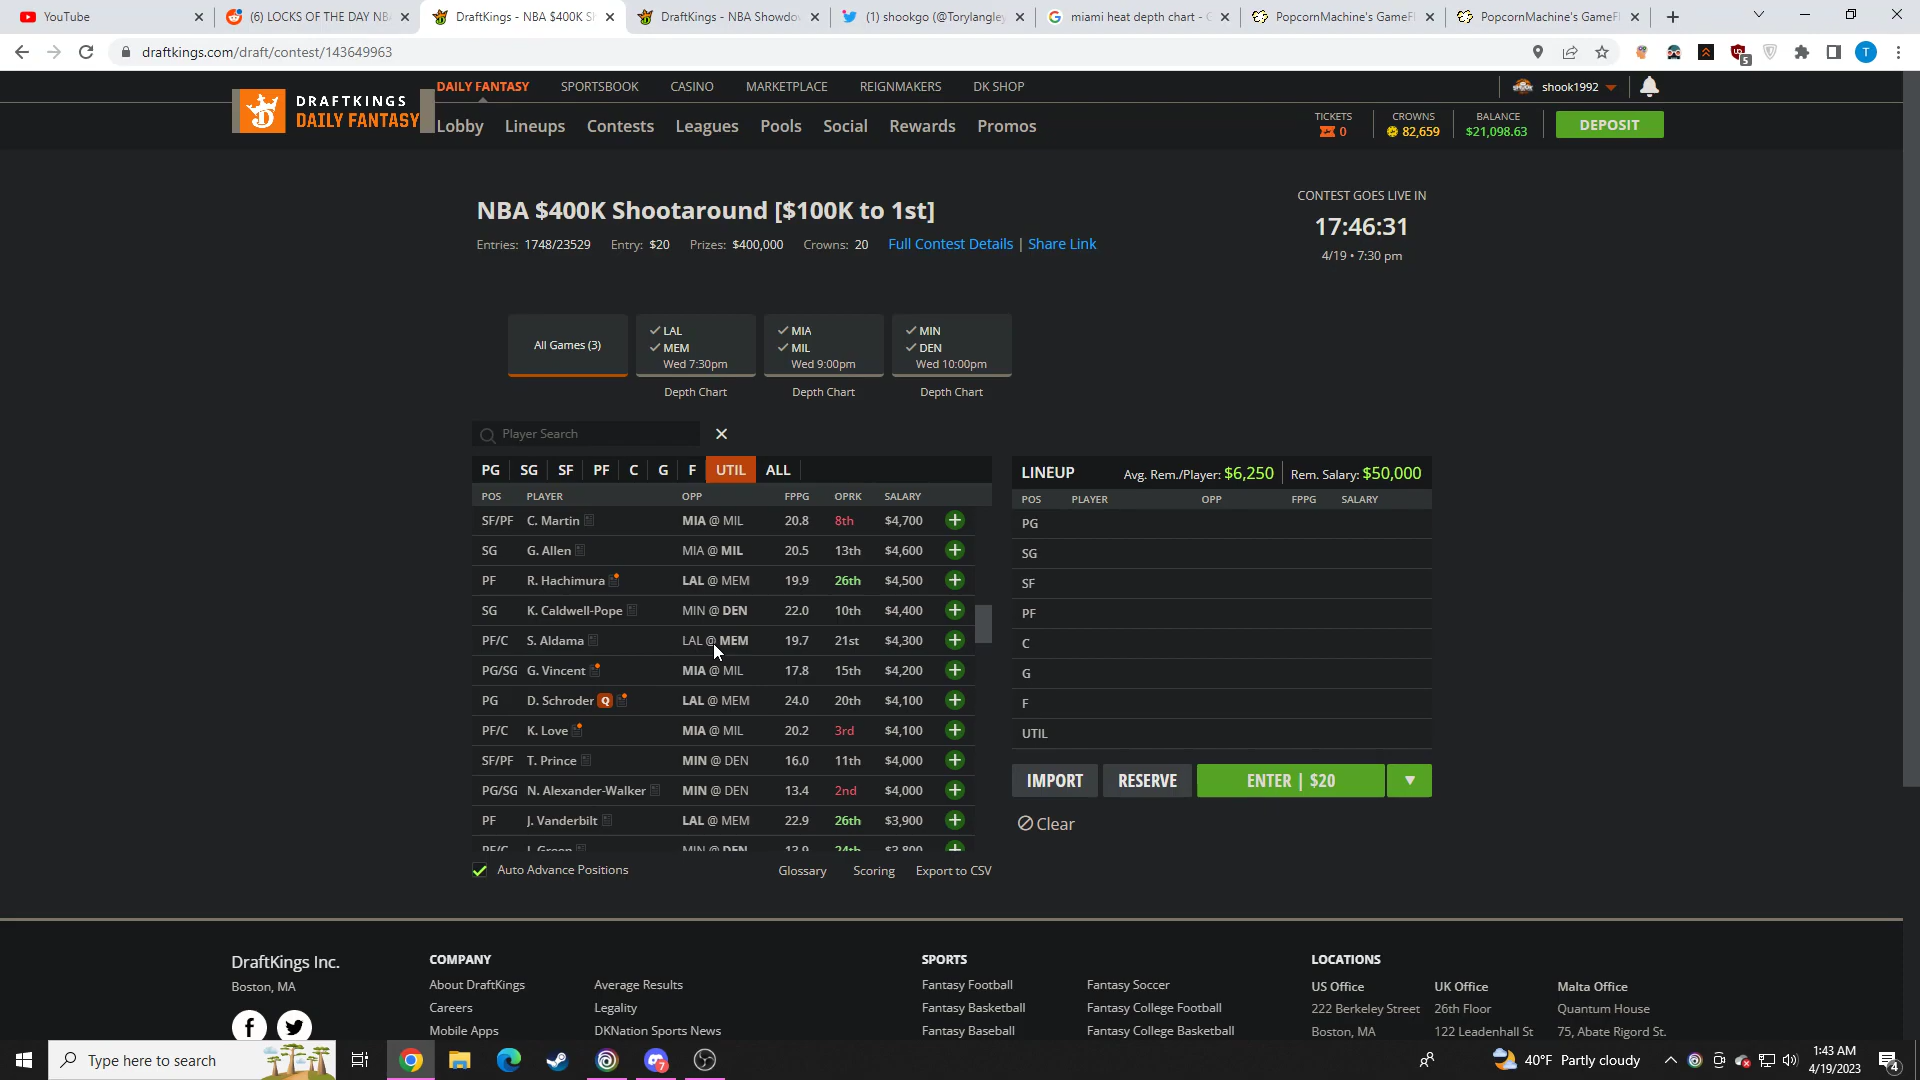 YouTube
(6) LOCKS OF THE DAY NB
DraftKings - NBA $400K S
DraftKings - NBA Showdo
(1) shookgo (@Torylangley
miami heat depth chart - G
PopcornMachine's GameFl
PopcornMachine's GameFl
draftkings.com/draft/contest/143649963
5
T
DRAFTKINGS
DAILY FANTASY
DAILY FANTASY
SPORTSBOOK
CASINO
MARKETPLACE
REIGNMAKERS
DK SHOP
shook1992
Lobby
Lineups
Contests
Leagues
Pools
Social
Rewards
Promos
TICKETS
0
CROWNS
82,659
BALANCE
$21,098.63
DEPOSIT
NBA $400K Shootaround [$100K to 1st]
Entries: 1748/23529 Entry: $20 Prizes: $400,000 Crowns: 20 Full Contest Details | Share Link
CONTEST GOES LIVE IN
17:46:31
4/19 • 7:30 pm
All Games (3)
LAL
MEM
Wed 7:30pm
Depth Chart
MIA
MIL
Wed 9:00pm
Depth Chart
MIN
DEN
Wed 10:00pm
Depth Chart
Player Search
PG SG SF PF C G F UTIL ALL
POS PLAYER OPP FPPG OPRK SALARY
SF/PF C. Martin MIA @ MIL 20.8 8th $4,700
SG G. Allen MIA @ MIL 20.5 13th $4,600
PF R. Hachimura LAL @ MEM 19.9 26th $4,500
SG K. Caldwell-Pope MIN @ DEN 22.0 10th $4,400
PF/C S. Aldama LAL @ MEM 19.7 21st $4,300
PG/SG G. Vincent MIA @ MIL 17.8 15th $4,200
PG D. Schroder Q LAL @ MEM 24.0 20th $4,100
PF/C K. Love MIA @ MIL 20.2 3rd $4,100
SF/PF T. Prince MIN @ DEN 16.0 11th $4,000
PG/SG N. Alexander-Walker MIN @ DEN 13.4 2nd $4,000
PF J. Vanderbilt LAL @ MEM 22.9 26th $3,900
PF/C J. Green MIN @ DEN 13.9 24th $3,800
Auto Advance Positions
Glossary
Scoring
Export to CSV
LINEUP
Avg. Rem./Player: $6,250
Rem. Salary: $50,000
POS PLAYER OPP FPPG SALARY
PG
SG
SF
PF
C
G
F
UTIL
IMPORT
RESERVE
ENTER | $20
Clear
DraftKings Inc.
Boston, MA
COMPANY
About DraftKings
Careers
Mobile Apps
Average Results
Legality
DKNation Sports News
SPORTS
Fantasy Football
Fantasy Basketball
Fantasy Baseball
Fantasy Soccer
Fantasy College Football
Fantasy College Basketball
LOCATIONS
US Office
222 Berkeley Street
Boston, MA
UK Office
26th Floor
122 Leadenhall St
Malta Office
Quantum House
75, Abate Rigord St.
Type here to search
7
40°F Partly cloudy
1:43 AM
4/19/2023
4